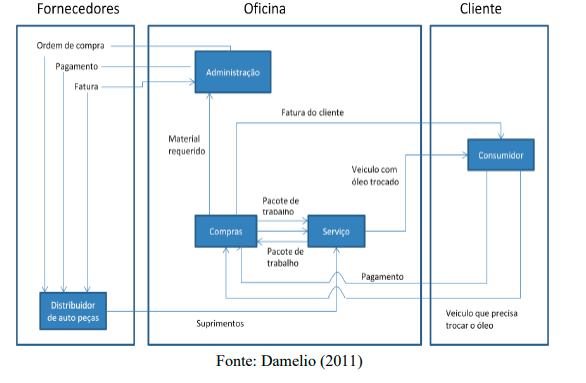 Fornecedores
Oficina
Cliente
Ordem de compra
Pagamento
Fatura
Administração
Material
requerido
Fatura do cliente
Consumidor
Veiculo com
óleo trocado
Pacote de
trabalho
Compras
Serviço
Pacote de
trabalho
Pagamento
Distribuidor
de auto peças
Suprimentos
Veiculo que precisa
trocar o óleo
Fonte: Damelio (2011)